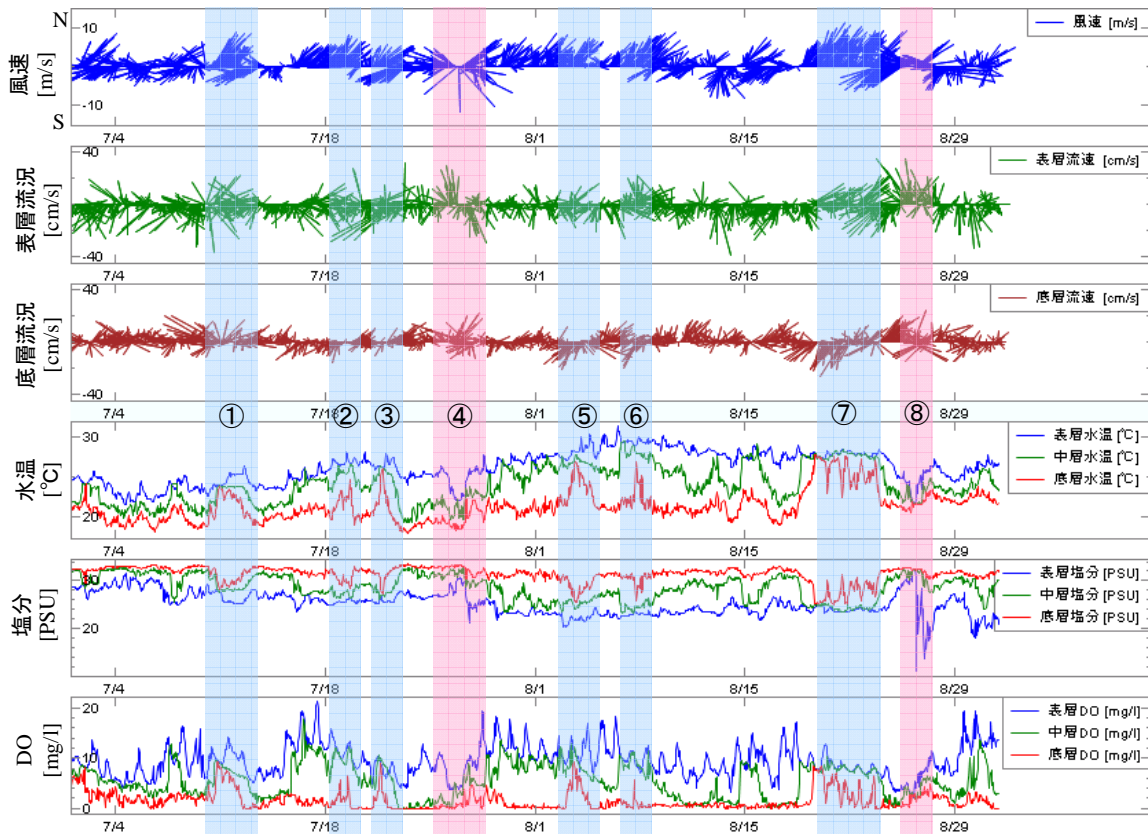 N
風速
[m/s]
S
10
-10
風速 [m/s]
7/4
7/18
8/1
8/15
8/29
表層流況
[cm/s]
40
-40
表層流速 [cm/s]
7/4
7/18
8/1
8/15
8/29
底層流況
[cm/s]
40
-40
底層流速 [cm/s]
7/4
7/18
8/1
8/15
8/29
① ② ③ ④ ⑤ ⑥ ⑦ ⑧
水温
[℃]
30
20
表層水温 [℃]
中層水温 [℃]
底層水温 [℃]
7/4
7/18
8/1
8/15
8/29
塩分
[PSU]
30
20
表層塩分 [PSU]
中層塩分 [PSU]
底層塩分 [PSU]
7/4
7/18
8/1
8/15
8/29
DO
[mg/l]
20
10
0
表層DO [mg/l]
中層DO [mg/l]
底層DO [mg/l]
7/4
7/18
8/1
8/15
8/29